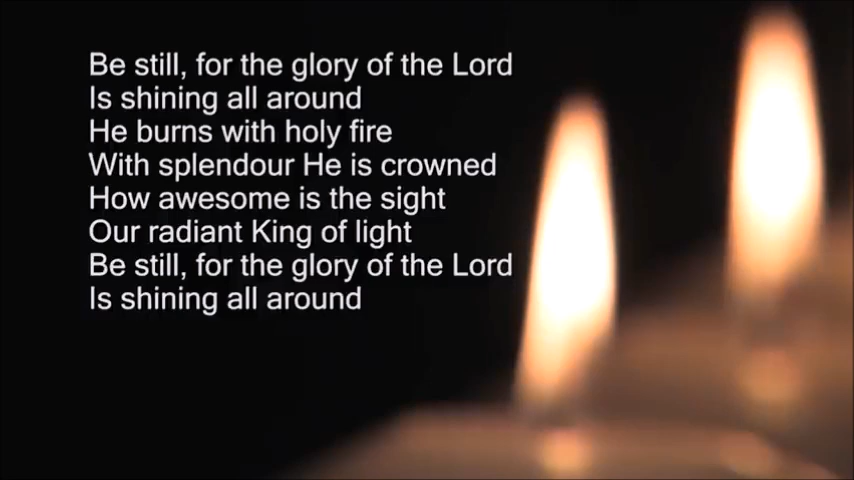 Be still, for the glory of the Lord
Is shining all around
He burns with holy fire
With splendour He is crowned
How awesome is the sight
Our radiant King of light
Be still, for the glory of the Lord
Is shining all around